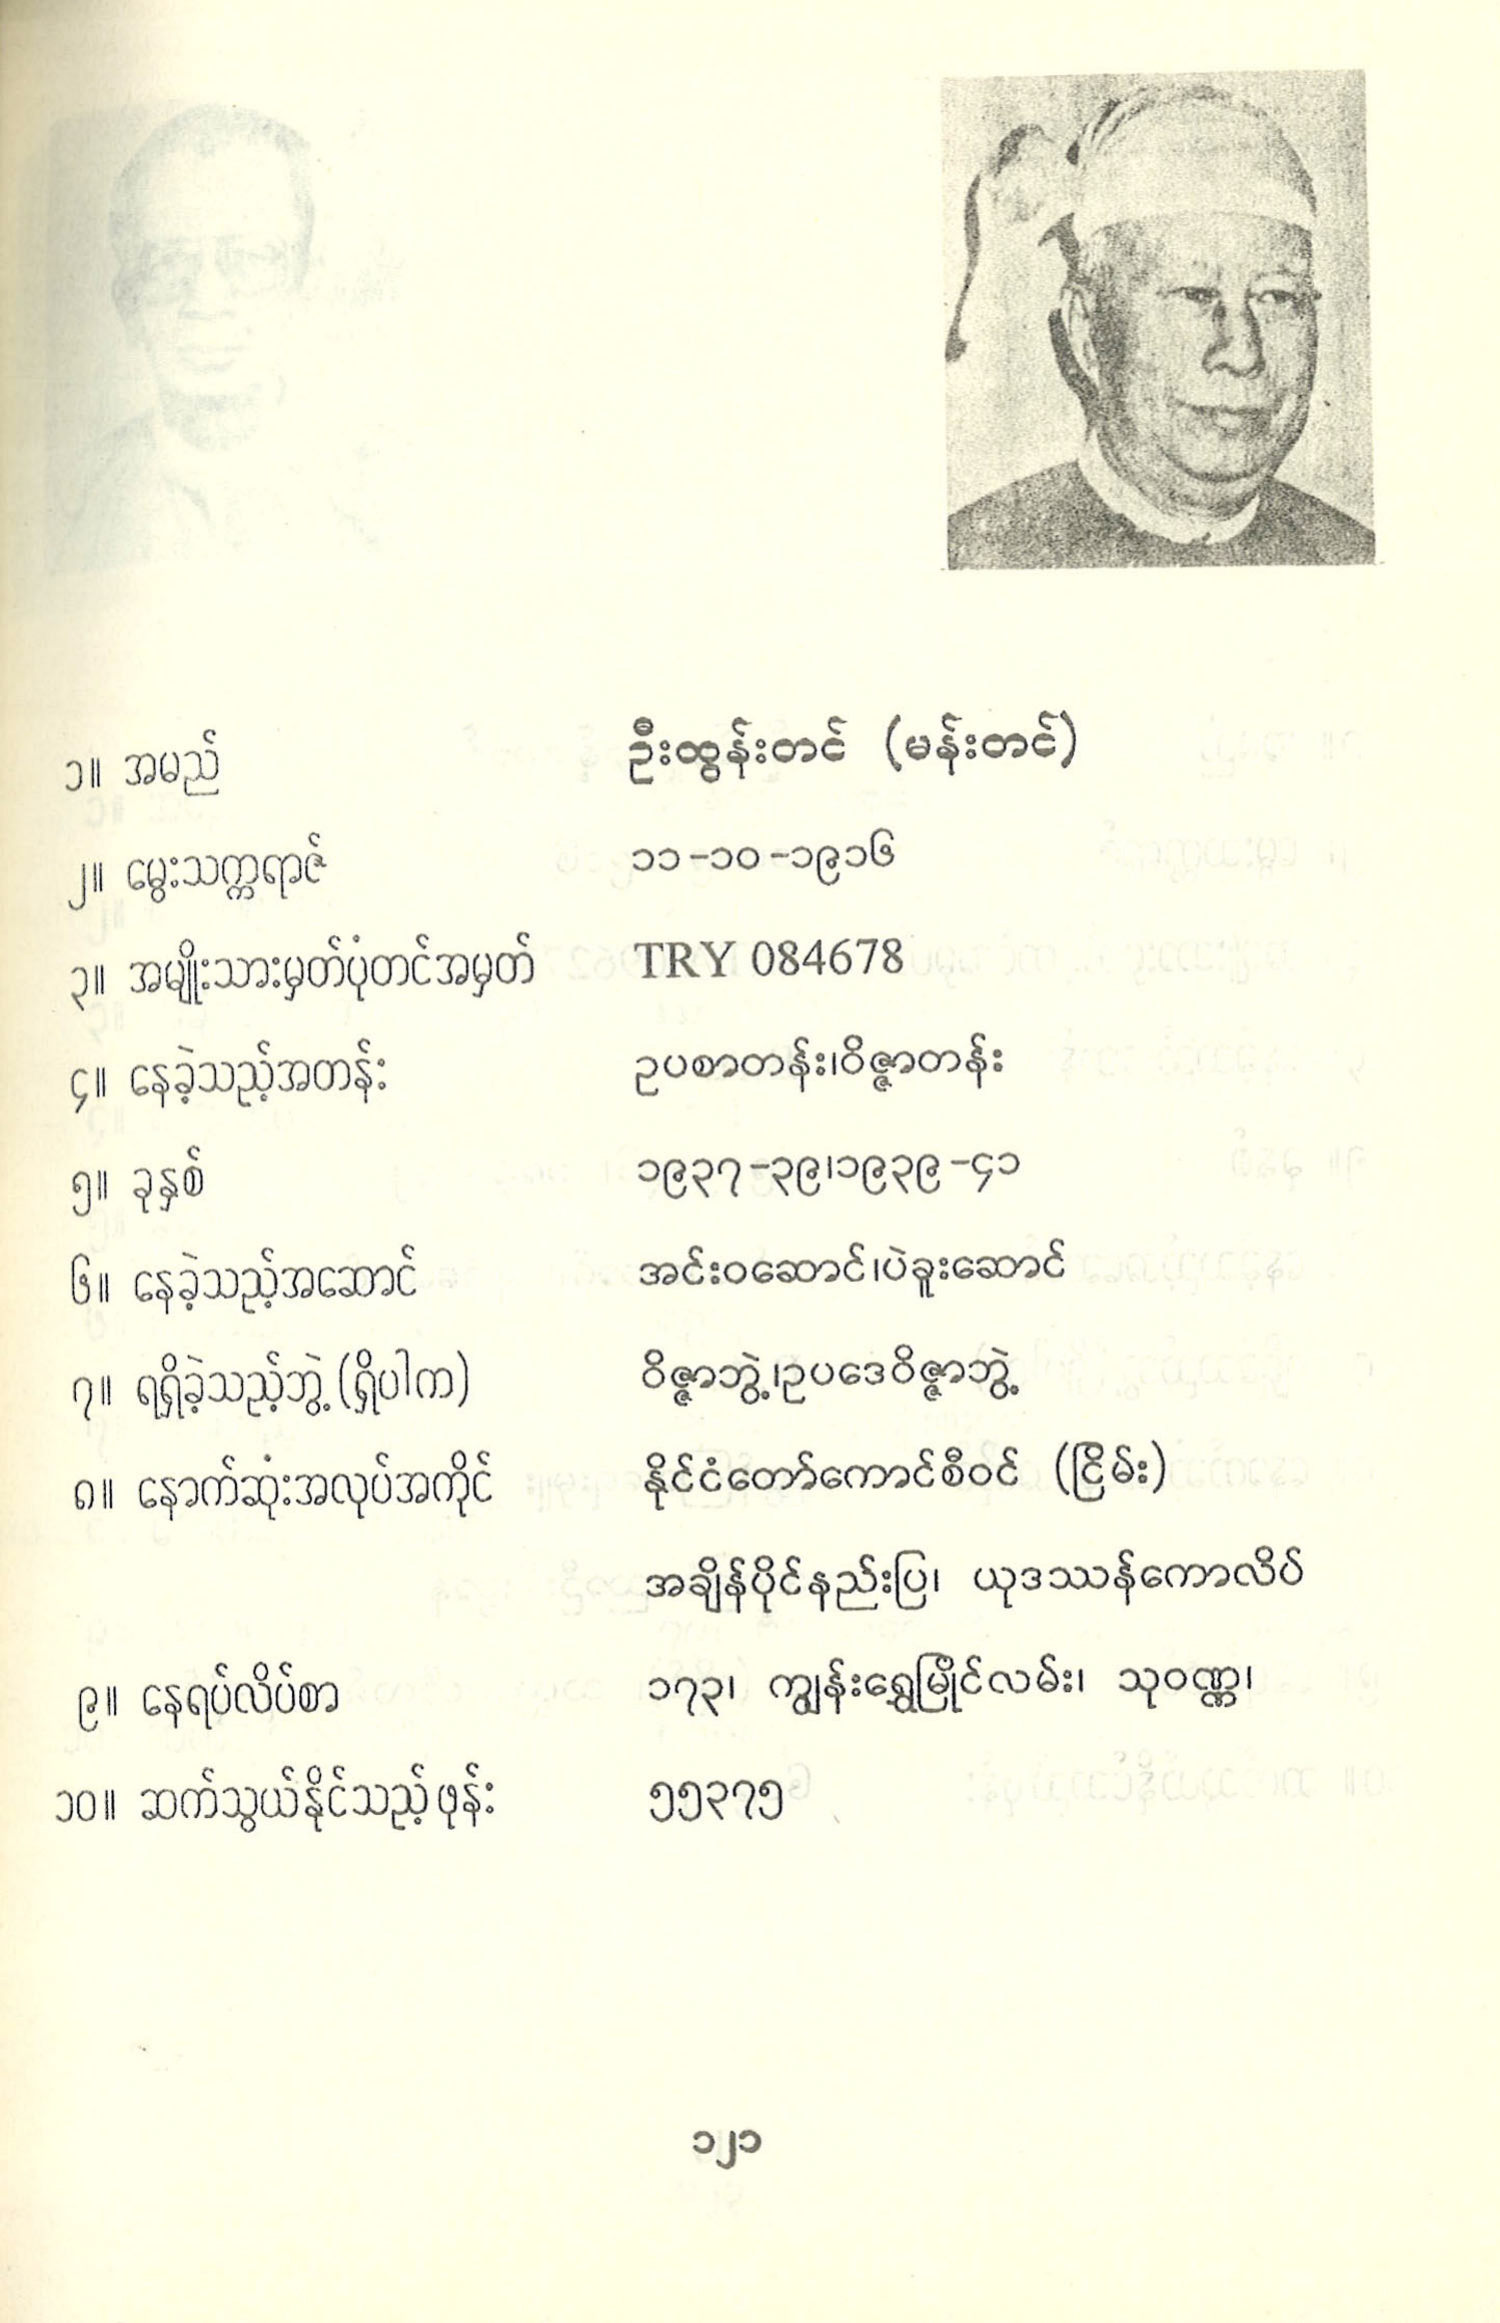 ၁။ အမည် ဦးထွန်းတင် (မန်းတင်)
၂။ မွေးသက္ကရာဇ် ၁၁-၁၀-၁၉၁၆
၃။ အမျိုးသားမှတ်ပုံတင်အမှတ် TRY 084678
၄။ နေခဲ့သည့်အတန်း ဥပစာတန်း၊ဝိဇ္ဇာတန်း
၅။ ခုနှစ် ၁၉၃၇-၃၉၊၁၉၃၉-၄၁
၆။ နေခဲ့သည့်အဆောင် အင်းဝဆောင်၊ပဲခူးဆောင်
၇။ ရရှိခဲ့သည့်ဘွဲ့(ရှိပါက) ဝိဇ္ဇာဘွဲ့၊ဥပဒေဝိဇ္ဇာဘွဲ့
၈။ နောက်ဆုံးအလုပ်အကိုင် နိုင်ငံတော်ကောင်စီဝင် (ငြိမ်း)
အချိန်ပိုင်နည်းပြ၊ ယုဒဿန်ကောလိပ်
၉။ နေရပ်လိပ်စာ ၁၇၃၊ ကျွန်းရွှေမြိုင်လမ်း၊ သုဝဏ္ဏ၊
၁၀။ ဆက်သွယ်နိုင်သည့်ဖုန်း ၅၅၃၇၅
၁၂၁